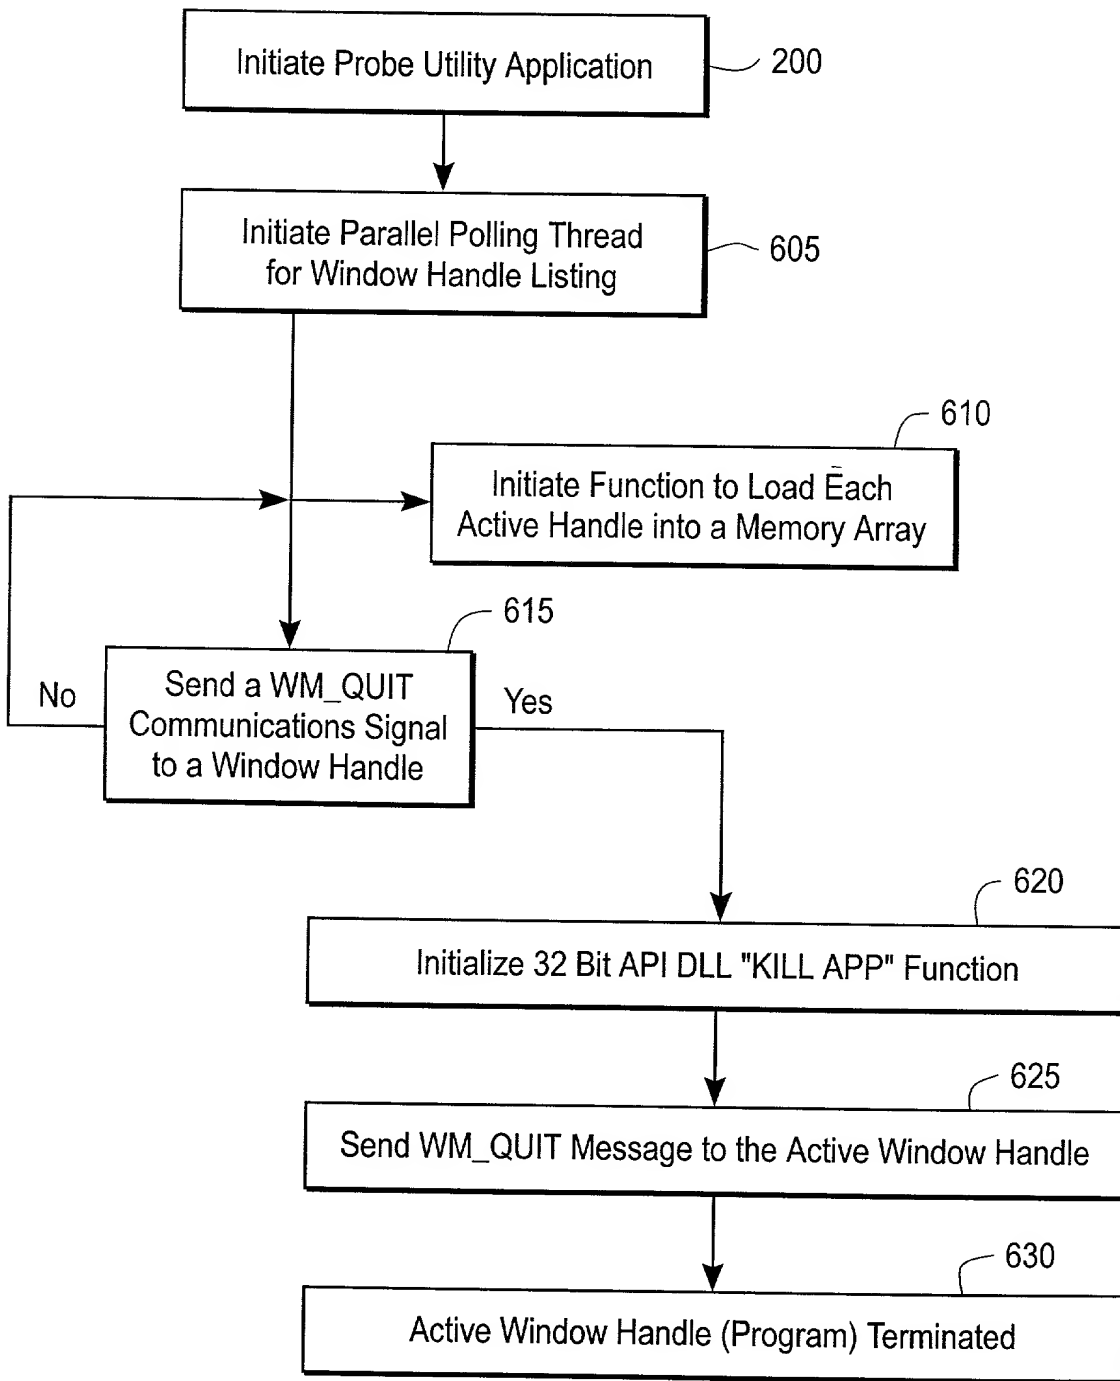 Initiate Probe Utility Application
200
Initiate Parallel Polling Thread
for Window Handle Listing
605
610
Initiate Function to Load Each
Active Handle into a Memory Array
615
Send a WM_QUIT
Communications Signal
to a Window Handle
No
Yes
620
Initialize 32 Bit API DLL "KILL APP" Function
625
Send WM_QUIT Message to the Active Window Handle
630
Active Window Handle (Program) Terminated